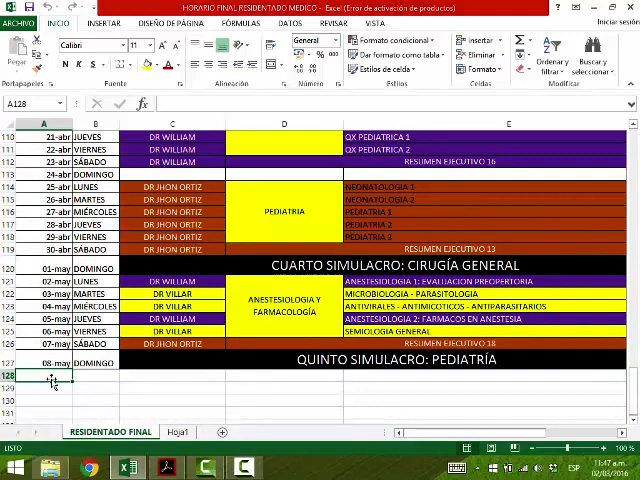 HORARIO FINAL RESIDENTADO MEDICO - Excel (Error de activación de productos)
ARCHIVO INICIO INSERTAR DISEÑO DE PÁGINA FÓRMULAS DATOS REVISAR VISTA Iniciar sesión
Calibri 11 General Formato condicional Insertar
Pegar Dar formato como tabla Eliminar Ordenar y filtrar Buscar y seleccionar
N K S Estilos de celda Formato
Portapapeles Fuente Alineación Número Estilos Celdas Modificar
A128 fx
A B C D E
110 21-abr JUEVES DR WILLIAM QX PEDIATRICA 1
111 22-abr VIERNES DR WILLIAM QX PEDIATRICA 2
112 23-abr SÁBADO DR WILLIAM RESUMEN EJECUTIVO 16
113 24-abr DOMINGO
114 25-abr LUNES DR JHON ORTIZ NEONATOLOGIA 1
115 26-abr MARTES DR JHON ORTIZ NEONATOLOGIA 2
116 27-abr MIÉRCOLES DR JHON ORTIZ PEDIATRIA PEDIATRIA 1
117 28-abr JUEVES DR JHON ORTIZ PEDIATRIA 2
118 29-abr VIERNES DR JHON ORTIZ PEDIATRIA 3
119 30-abr SÁBADO DR JHON ORTIZ RESUMEN EJECUTIVO 13
120 01-may DOMINGO CUARTO SIMULACRO: CIRUGÍA GENERAL
121 02-may LUNES DR WILLIAM ANESTESIOLOGIA 1: EVALUACION PREOPERTORIA
122 03-may MARTES DR VILLAR ANESTESIOLOGIA Y FARMACOLOGÍA MICROBIOLOGIA - PARASITOLOGIA
123 04-may MIÉRCOLES DR VILLAR ANTIVIRALES - ANTIMICOTICOS - ANTIPARASITARIOS
124 05-may JUEVES DR WILLIAM ANESTESIOLOGIA 2: FARMACOS EN ANESTESIA
125 06-may VIERNES DR VILLAR SEMIOLOGIA GENERAL
126 07-may SÁBADO DR JHON ORTIZ RESUMEN EJECUTIVO 18
127 08-may DOMINGO QUINTO SIMULACRO: PEDIATRÍA
128
129
130
131
RESIDENTADO FINAL Hoja1
LISTO 100 %
ESP 11:47 a.m.
02/03/2016